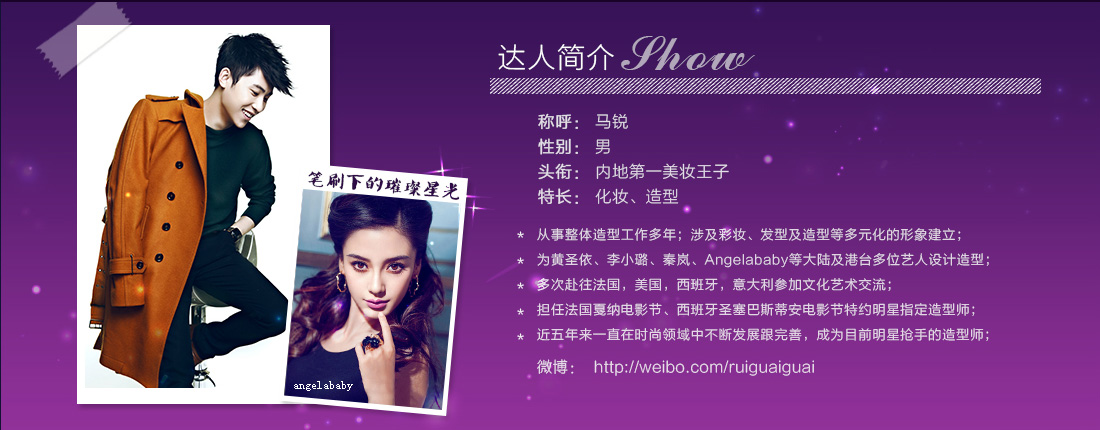 达人简介 Show
称呼： 马锐
性别： 男
头衔： 内地第一美妆王子
特长： 化妆、造型
* 从事整体造型工作多年；涉及彩妆、发型及造型等多元化的形象建立；
* 为黄圣依、李小璐、秦岚、Angelababy等大陆及港台多位艺人设计造型；
* 多次赴往法国，美国，西班牙，意大利参加文化艺术交流；
* 担任法国戛纳电影节、西班牙圣塞巴斯蒂安电影节特约明星指定造型师；
* 近五年来一直在时尚领域中不断发展跟完善，成为目前明星抢手的造型师；
微博： http://weibo.com/ruiguaiguai
笔刷下的璀璨星光
angelababy